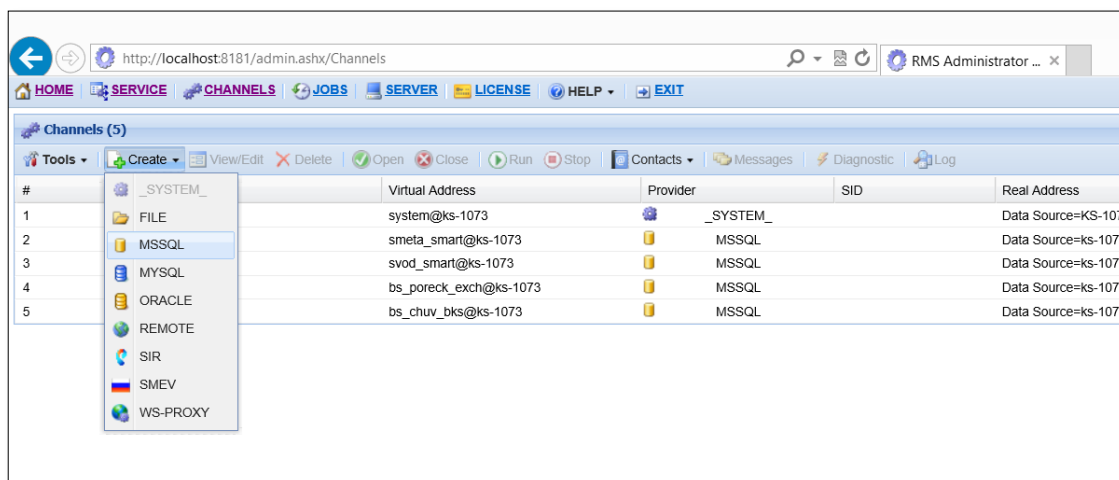 http://localhost:8181/admin.ashx/Channels
RMS Administrator ...
HOME SERVICE CHANNELS JOBS SERVER LICENSE HELP EXIT
Channels (5)
Tools Create View/Edit Delete Open Close Run Stop Contacts Messages Diagnostic Log
# Virtual Address Provider SID Real Address
1 system@ks-1073 _SYSTEM_ Data Source=KS-107
2 smeta_smart@ks-1073 MSSQL Data Source=ks-107
3 svod_smart@ks-1073 MSSQL Data Source=ks-107
4 bs_poreck_exch@ks-1073 MSSQL Data Source=ks-107
5 bs_chuv_bks@ks-1073 MSSQL Data Source=ks-107
_SYSTEM_
FILE
MSSQL
MYSQL
ORACLE
REMOTE
SIR
SMEV
WS-PROXY